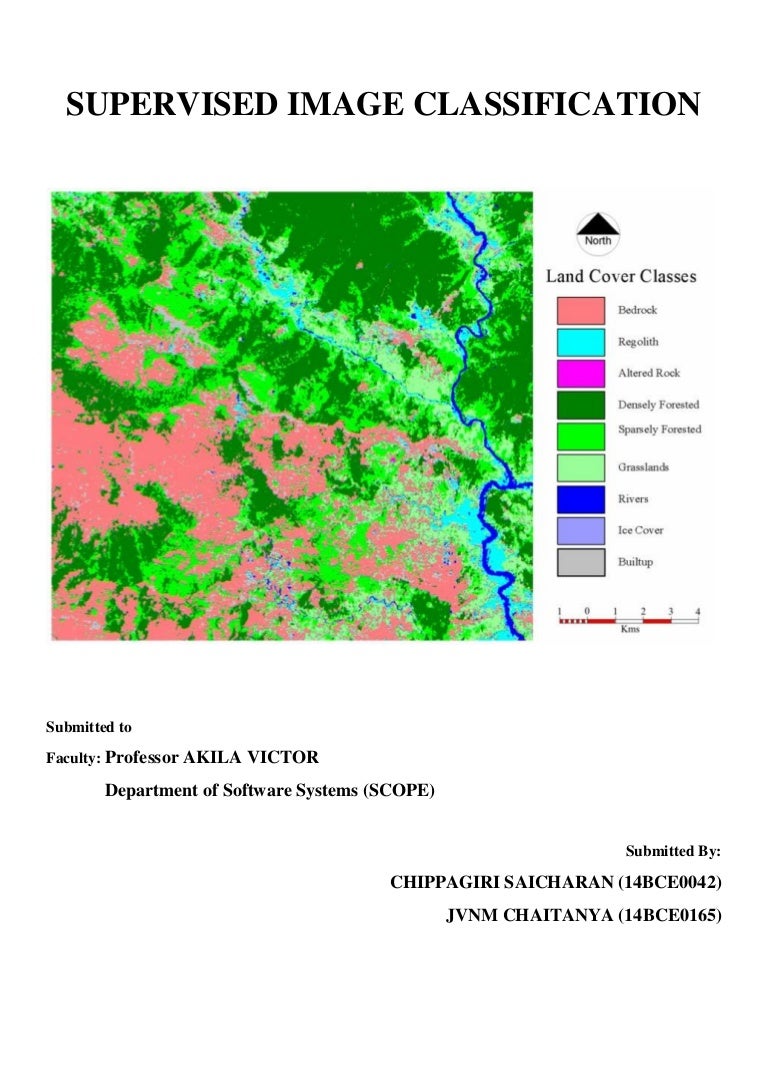 SUPERVISED IMAGE CLASSIFICATION
North
Land Cover Classes
Bedrock
Regolith
Altered Rock
Densely Forested
Sparsely Forested
Grasslands
Rivers
Ice Cover
Builtup
1 0 1 2 3 4
Kms
Submitted to
Faculty: Professor AKILA VICTOR
Department of Software Systems (SCOPE)
Submitted By:
CHIPPAGIRI SAICHARAN (14BCE0042)
JVNM CHAITANYA (14BCE0165)